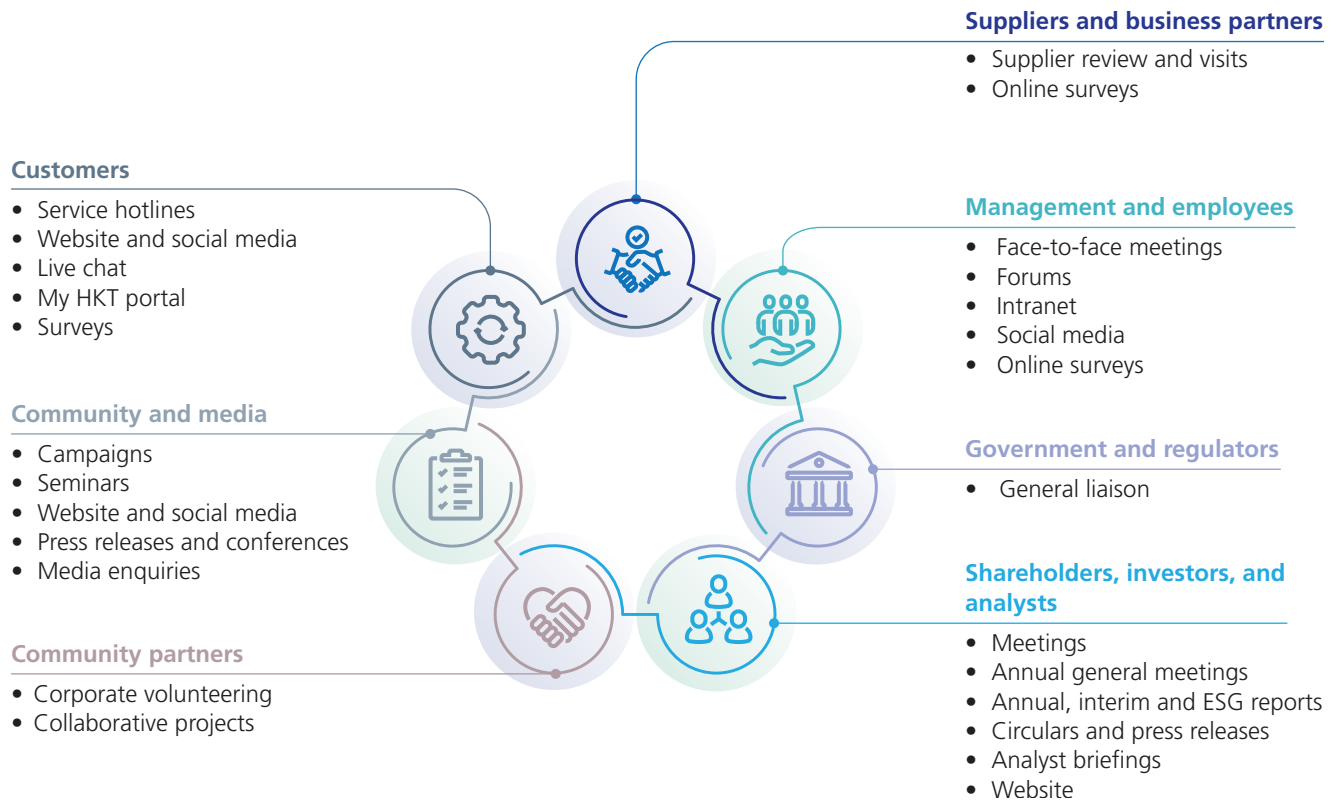 Suppliers and business partners
• Supplier review and visits
• Online surveys
Customers
• Service hotlines
• Website and social media
• Live chat
• My HKT portal
• Surveys
Management and employees
• Face-to-face meetings
• Forums
• Intranet
• Social media
• Online surveys
Community and media
• Campaigns
• Seminars
• Website and social media
• Press releases and conferences
• Media enquiries
Government and regulators
• General liaison
Shareholders, investors, and
analysts
• Meetings
• Annual general meetings
• Annual, interim and ESG reports
• Circulars and press releases
• Analyst briefings
• Website
Community partners
• Corporate volunteering
• Collaborative projects